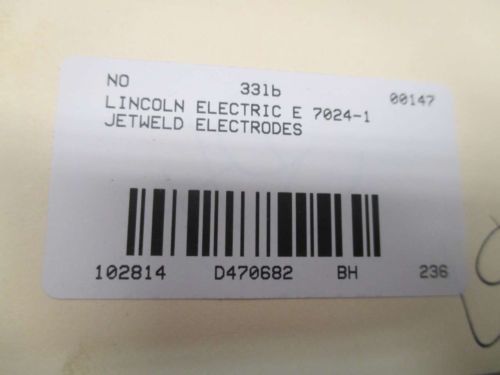 NO 331b 00147
LINCOLN ELECTRIC E 7024-1
JETWELD ELECTRODES
102814 D470682 BH 236